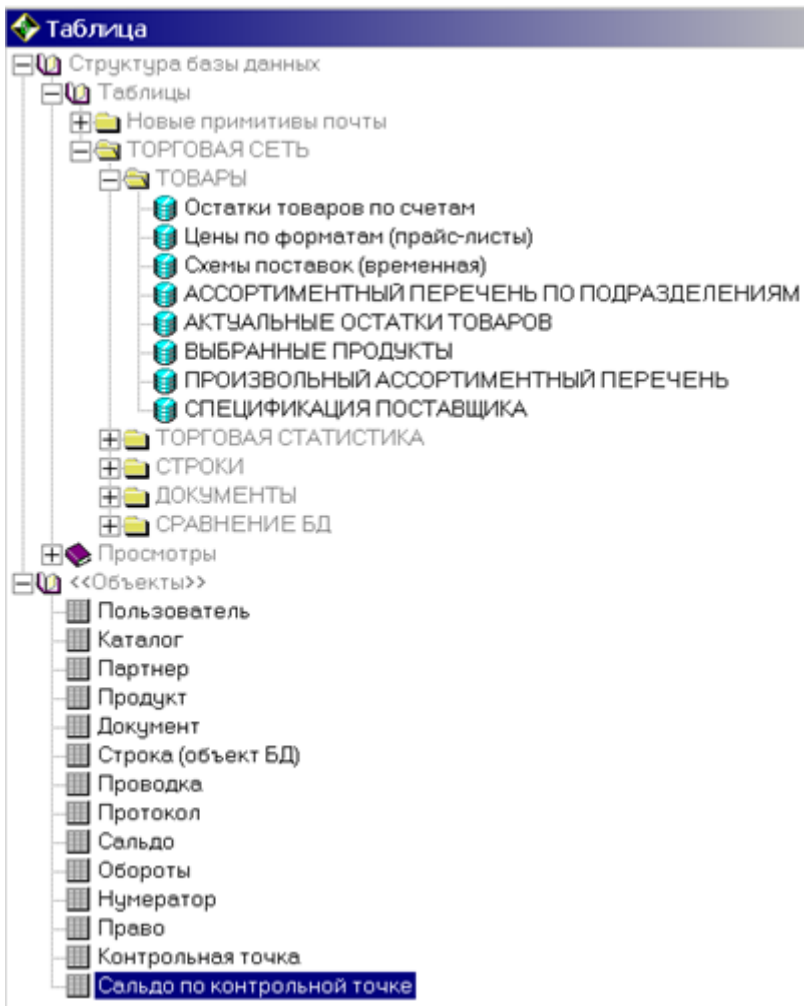 Таблица
Структура базы данных
Таблицы
Новые примитивы почты
ТОРГОВАЯ СЕТЬ
ТОВАРЫ
Остатки товаров по счетам
Цены по форматам (прайс-листы)
Схемы поставок (временная)
АССОРТИМЕНТНЫЙ ПЕРЕЧЕНЬ ПО ПОДРАЗДЕЛЕНИЯМ
АКТУАЛЬНЫЕ ОСТАТКИ ТОВАРОВ
ВЫБРАННЫЕ ПРОДУКТЫ
ПРОИЗВОЛЬНЫЙ АССОРТИМЕНТНЫЙ ПЕРЕЧЕНЬ
СПЕЦИФИКАЦИЯ ПОСТАВЩИКА
ТОРГОВАЯ СТАТИСТИКА
СТРОКИ
ДОКУМЕНТЫ
СРАВНЕНИЕ БД
Просмотры
<<Объекты>>
Пользователь
Каталог
Партнер
Продукт
Документ
Строка (объект БД)
Проводка
Протокол
Сальдо
Обороты
Нумератор
Право
Контрольная точка
Сальдо по контрольной точке